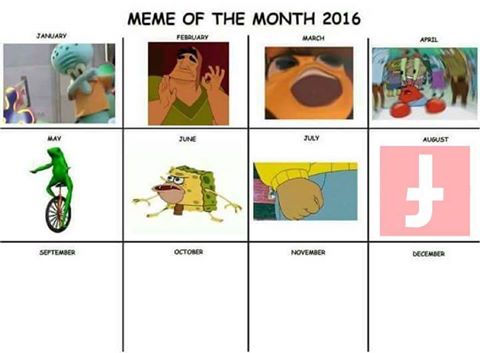 MEME OF THE MONTH 2016
JANUARY
FEBRUARY
MARCH
APRIL
MAY
JUNE
JULY
AUGUST
SEPTEMBER
OCTOBER
NOVEMBER
DECEMBER